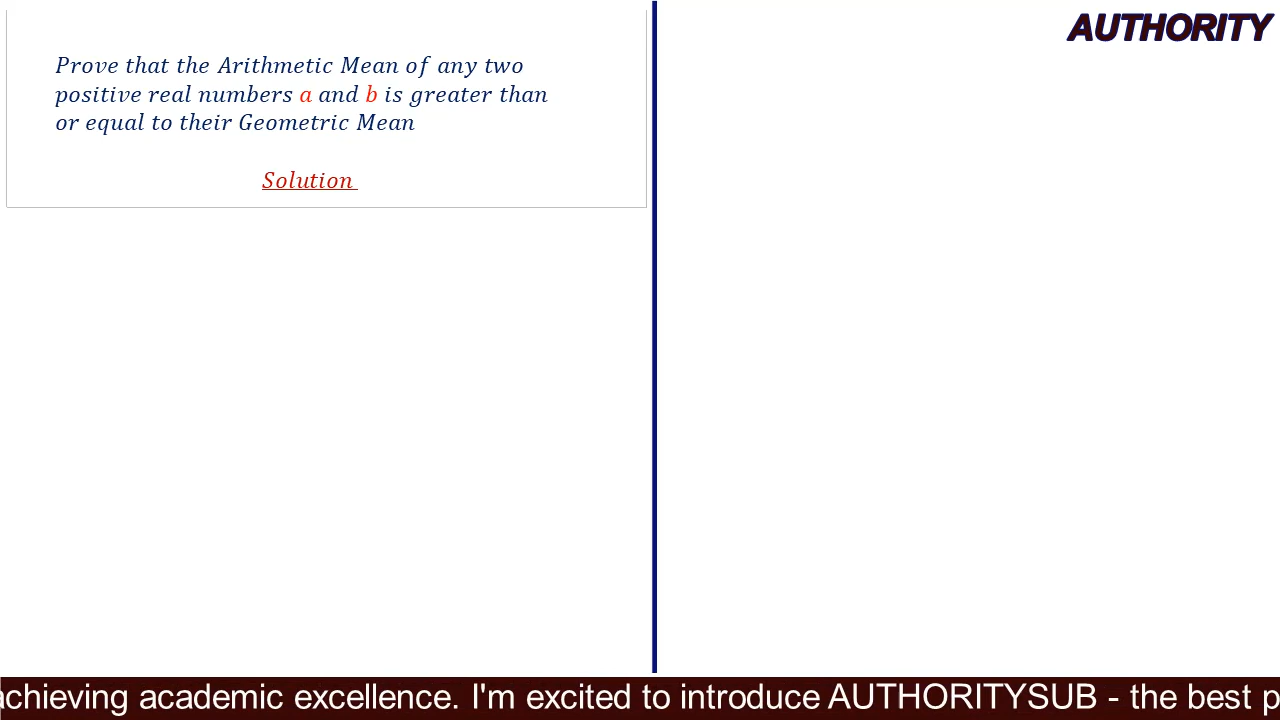 Prove that the Arithmetic Mean of any two
positive real numbers a and b is greater than
or equal to their Geometric Mean
Solution
AUTHORITY
achieving academic excellence. I'm excited to introduce AUTHORITYSUB - the best p